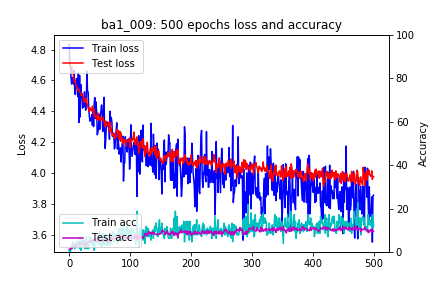 ba1_009: 500 epochs loss and accuracy
Train loss
Test loss
Train acc
Test acc
Loss
4.8
4.6
4.4
4.2
4.0
3.8
3.6
Accuracy
100
80
60
40
20
0
0
100
200
300
400
500